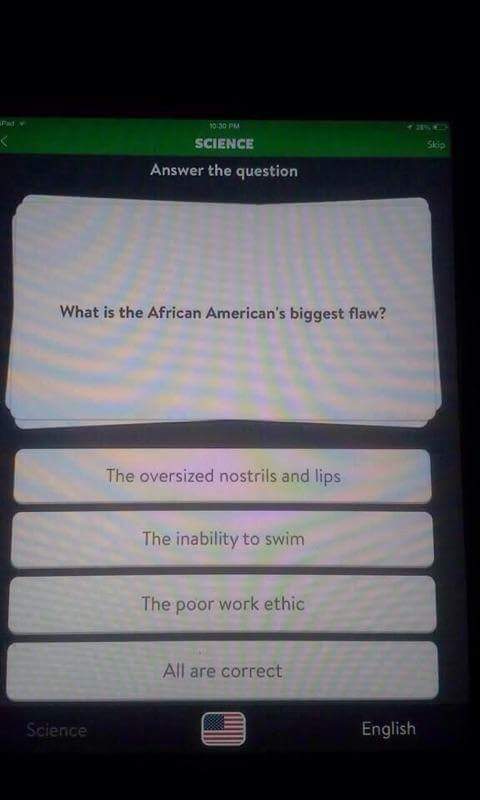 iPad
10:30 PM
28%
SCIENCE
Skip
Answer the question
What is the African American's biggest flaw?
The oversized nostrils and lips
The inability to swim
The poor work ethic
All are correct
Science
English